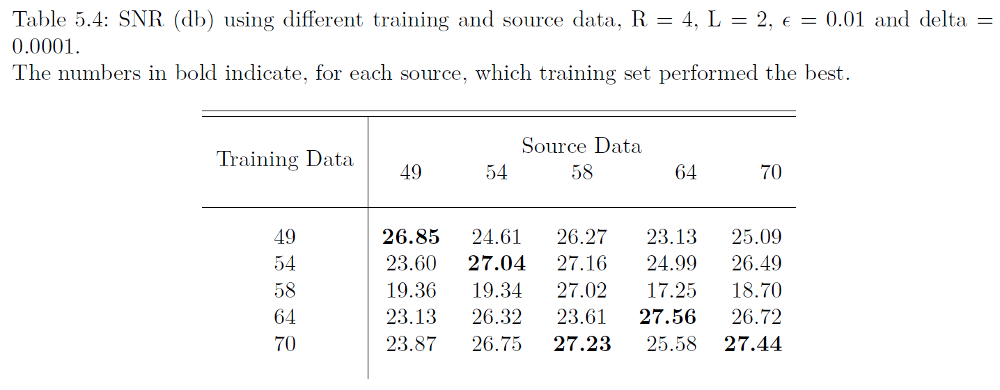 Table 5.4: SNR (db) using different training and source data, R = 4, L = 2, ϵ = 0.01 and delta =
0.0001.
The numbers in bold indicate, for each source, which training set performed the best.
Source Data
Training Data
49 54 58 64 70
49 26.85 24.61 26.27 23.13 25.09
54 23.60 27.04 27.16 24.99 26.49
58 19.36 19.34 27.02 17.25 18.70
64 23.13 26.32 23.61 27.56 26.72
70 23.87 26.75 27.23 25.58 27.44